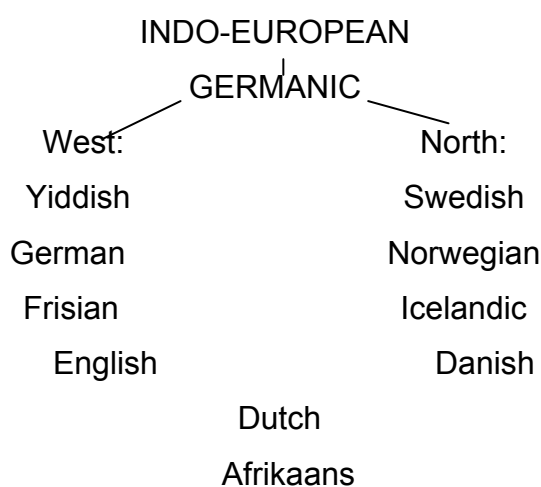 INDO-EUROPEAN
GERMANIC
West: North:
Yiddish Swedish
German Norwegian
Frisian Icelandic
English Danish
Dutch
Afrikaans